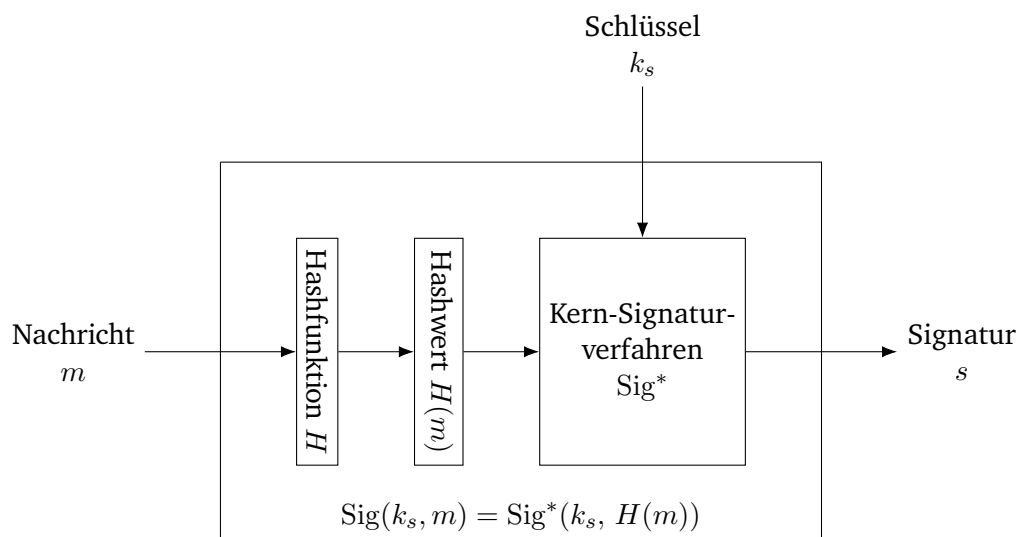 Schlüssel
k_s
Nachricht
m
Hashfunktion H
Hashwert H(m)
Kern-Signatur-
verfahren
Sig*
Signatur
s
Sig(k_s, m) = Sig*(k_s, H(m))